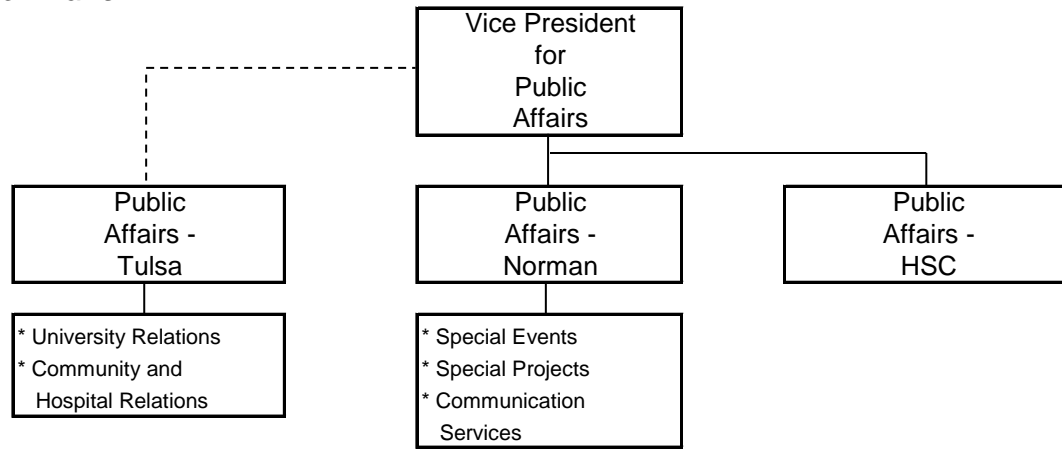 Vice President
for
Public
Affairs
Public
Affairs -
Tulsa
Public
Affairs -
Norman
Public
Affairs -
HSC
* University Relations
* Community and
Hospital Relations
* Special Events
* Special Projects
* Communication
Services